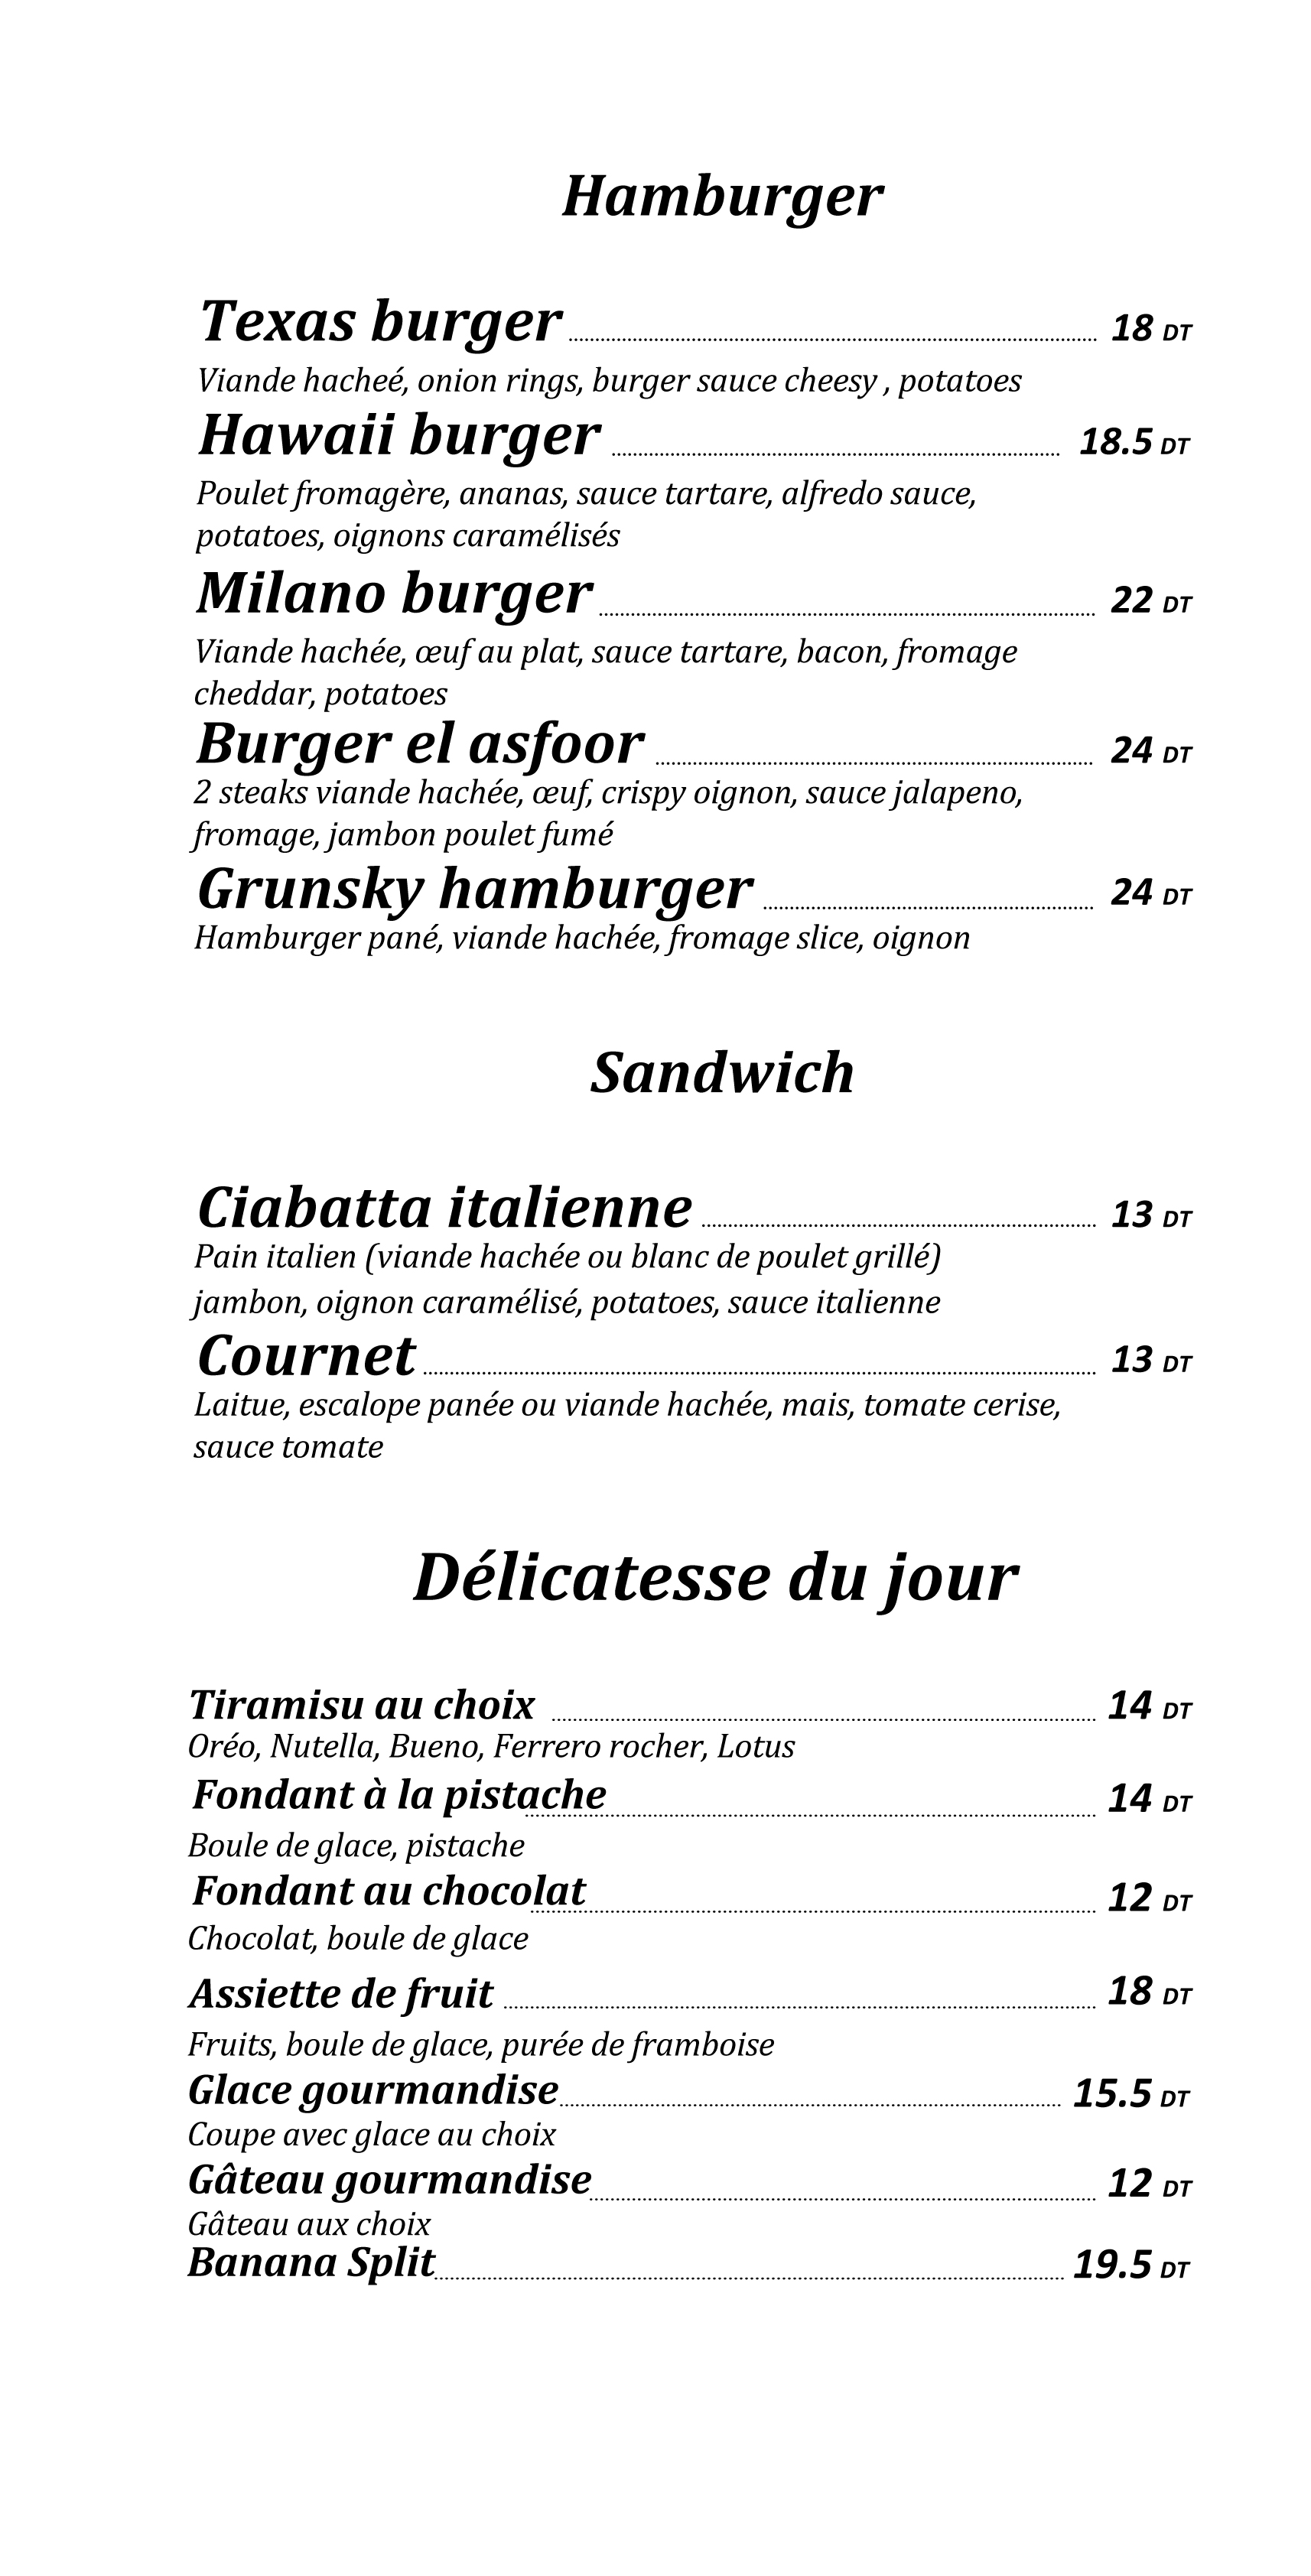 Hamburger
Texas burger 18 DT
Viande hacheé, onion rings, burger sauce cheesy , potatoes
Hawaii burger 18.5 DT
Poulet fromagère, ananas, sauce tartare, alfredo sauce,
potatoes, oignons caramélisés
Milano burger 22 DT
Viande hachée, œuf au plat, sauce tartare, bacon, fromage
cheddar, potatoes
Burger el asfoor 24 DT
2 steaks viande hachée, œuf, crispy oignon, sauce jalapeno,
fromage, jambon poulet fumé
Grunsky hamburger 24 DT
Hamburger pané, viande hachée, fromage slice, oignon
Sandwich
Ciabatta italienne 13 DT
Pain italien (viande hachée ou blanc de poulet grillé)
jambon, oignon caramélisé, potatoes, sauce italienne
Cournet 13 DT
Laitue, escalope panée ou viande hachée, mais, tomate cerise,
sauce tomate
Délicatesse du jour
Tiramisu au choix 14 DT
Oréo, Nutella, Bueno, Ferrero rocher, Lotus
Fondant à la pistache 14 DT
Boule de glace, pistache
Fondant au chocolat 12 DT
Chocolat, boule de glace
Assiette de fruit 18 DT
Fruits, boule de glace, purée de framboise
Glace gourmandise 15.5 DT
Coupe avec glace au choix
Gâteau gourmandise 12 DT
Gâteau aux choix
Banana Split 19.5 DT